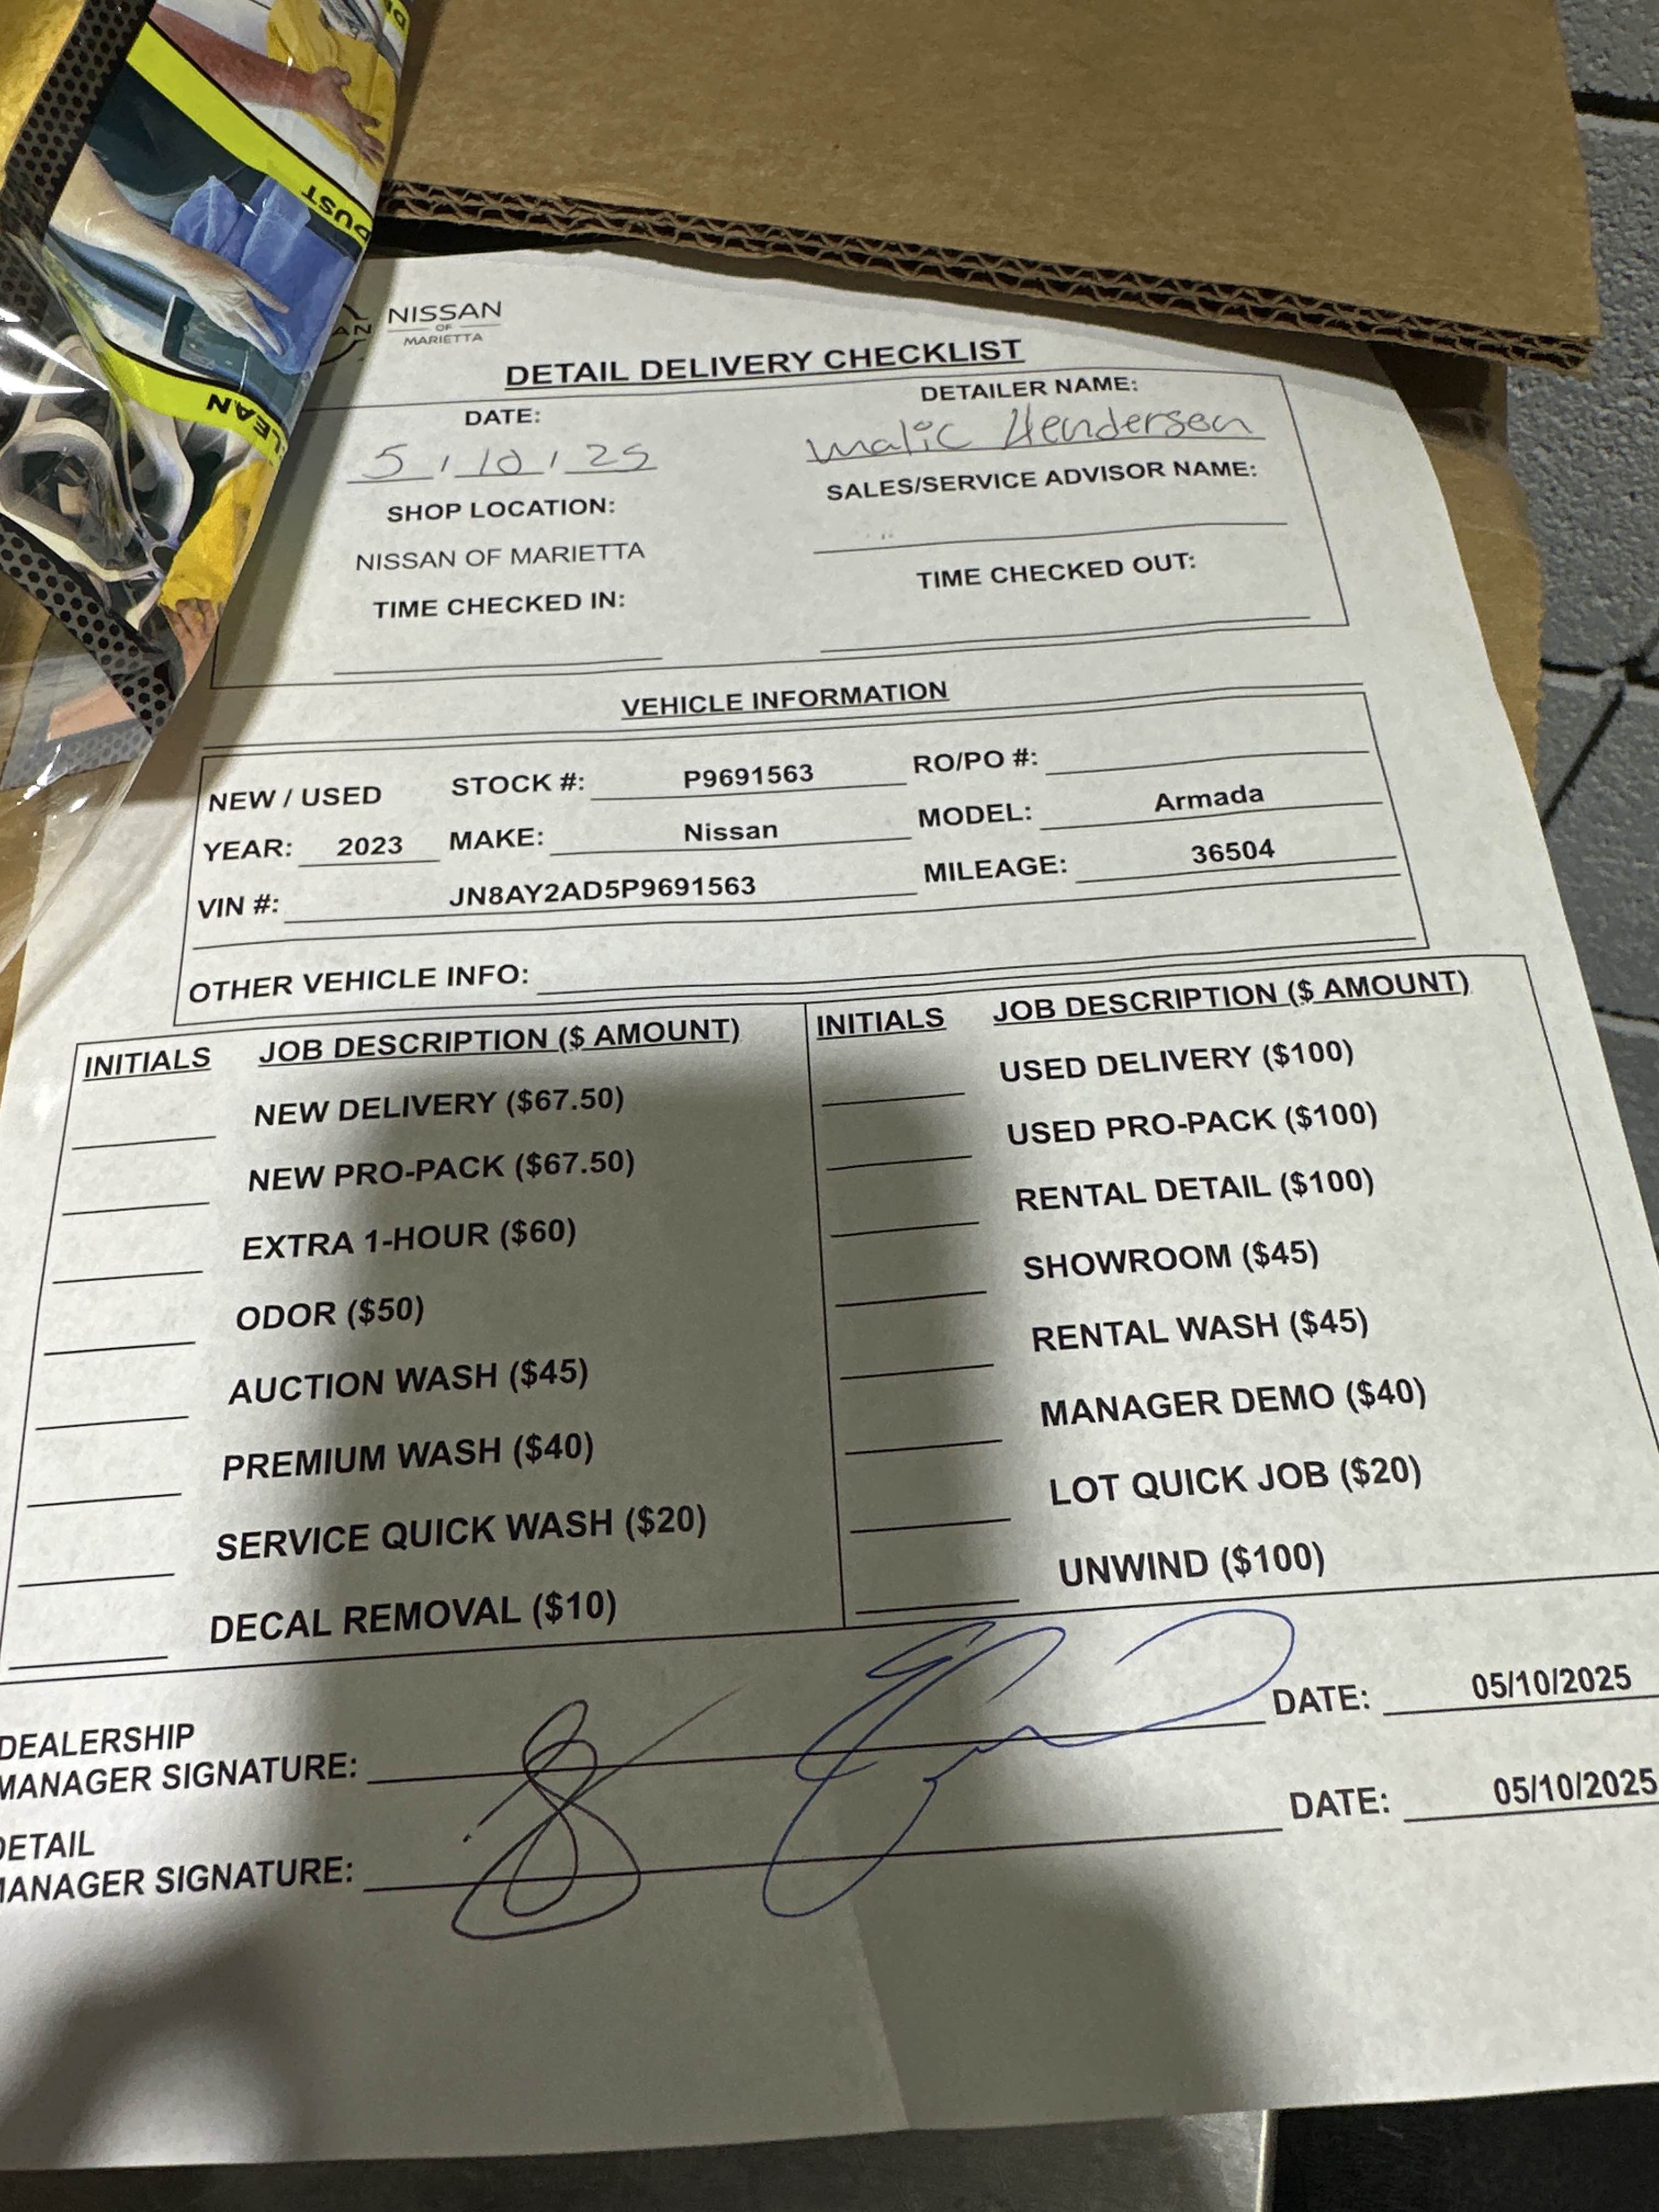 DUST
CLEAN
NISSAN
OF
MARIETTA
DETAIL DELIVERY CHECKLIST
DATE:
DETAILER NAME:
5/10/25
Malic Henderson
SHOP LOCATION:
SALES/SERVICE ADVISOR NAME:
NISSAN OF MARIETTA
TIME CHECKED IN:
TIME CHECKED OUT:
VEHICLE INFORMATION
NEW / USED STOCK #: P9691563 RO/PO #:
YEAR: 2023 MAKE: Nissan MODEL: Armada
VIN #: JN8AY2AD5P9691563 MILEAGE: 36504
OTHER VEHICLE INFO:
INITIALS JOB DESCRIPTION ($ AMOUNT)
NEW DELIVERY ($67.50)
NEW PRO-PACK ($67.50)
EXTRA 1-HOUR ($60)
ODOR ($50)
AUCTION WASH ($45)
PREMIUM WASH ($40)
SERVICE QUICK WASH ($20)
DECAL REMOVAL ($10)
INITIALS JOB DESCRIPTION ($ AMOUNT)
USED DELIVERY ($100)
USED PRO-PACK ($100)
RENTAL DETAIL ($100)
SHOWROOM ($45)
RENTAL WASH ($45)
MANAGER DEMO ($40)
LOT QUICK JOB ($20)
UNWIND ($100)
DEALERSHIP
MANAGER SIGNATURE: DATE: 05/10/2025
DETAIL
MANAGER SIGNATURE: DATE: 05/10/2025